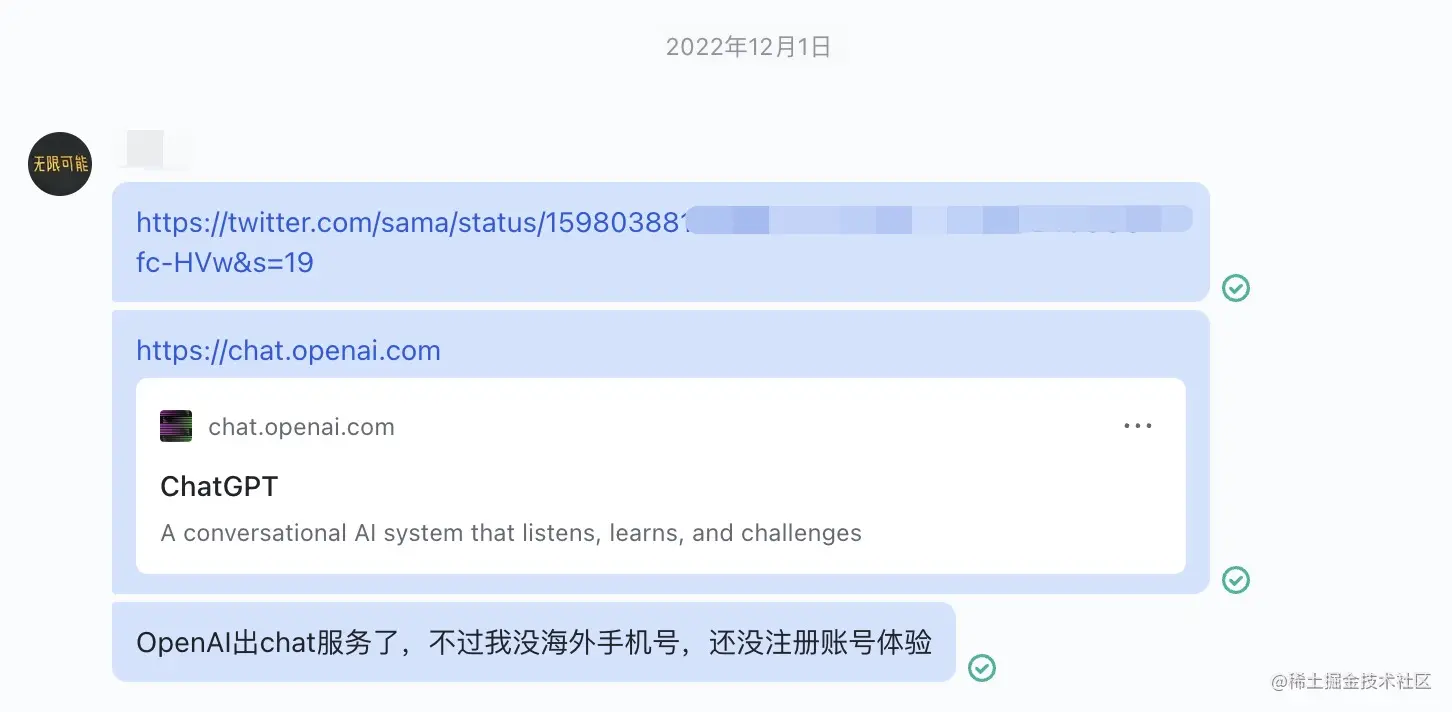 2022年12月1日
无限可能
https://twitter.com/sama/status/159803881
fc-HVw&s=19
https://chat.openai.com
chat.openai.com
ChatGPT
A conversational AI system that listens, learns, and challenges
OpenAI出chat服务了，不过我没海外手机号，还没注册账号体验
@稀土掘金技术社区